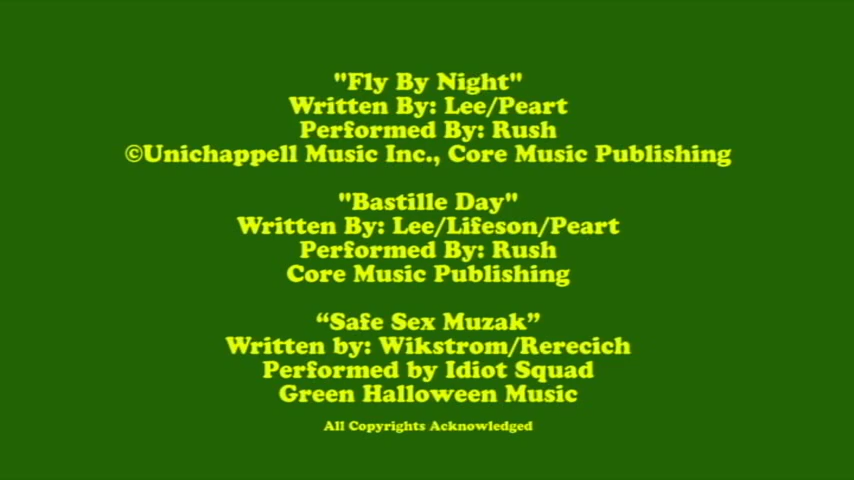 "Fly By Night"
Written By: Lee/Peart
Performed By: Rush
©Unichappell Music Inc., Core Music Publishing
"Bastille Day"
Written By: Lee/Lifeson/Peart
Performed By: Rush
Core Music Publishing
“Safe Sex Muzak”
Written by: Wikstrom/Rerecich
Performed by Idiot Squad
Green Halloween Music
All Copyrights Acknowledged